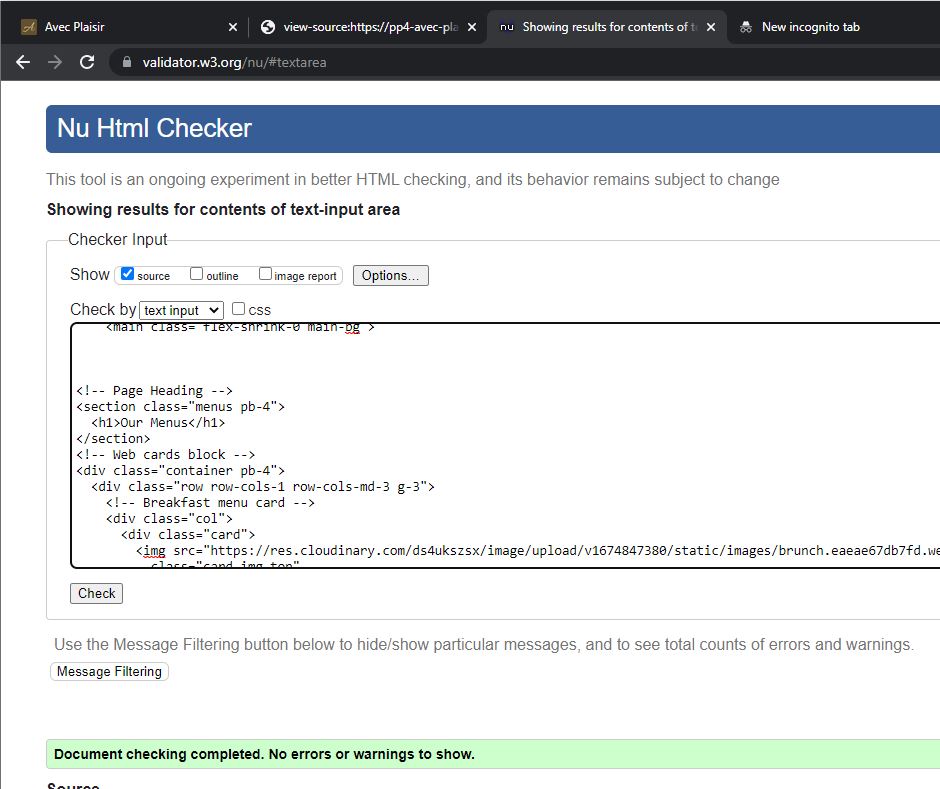 Avec Plaisir
view-source:https://pp4-avec-pla
nu Showing results for contents of te
New incognito tab
validator.w3.org/nu/#textarea
Nu Html Checker
This tool is an ongoing experiment in better HTML checking, and its behavior remains subject to change
Showing results for contents of text-input area
Checker Input
Show source outline image report Options...
Check by text input css
<main class="flex-shrink-0 main-bg">
<!-- Page Heading -->
<section class="menus pb-4">
<h1>Our Menus</h1>
</section>
<!-- Web cards block -->
<div class="container pb-4">
<div class="row row-cols-1 row-cols-md-3 g-3">
<!-- Breakfast menu card -->
<div class="col">
<div class="card">
<img src="https://res.cloudinary.com/ds4ukszsx/image/upload/v1674847380/static/images/brunch.eaeae67db7fd.we
class="card-img-top"
Check
Use the Message Filtering button below to hide/show particular messages, and to see total counts of errors and warnings.
Message Filtering
Document checking completed. No errors or warnings to show.
Source